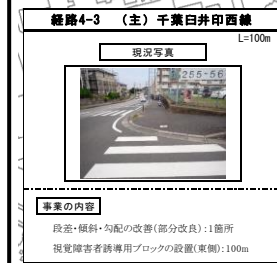 経路4-3　（主）千葉臼井印西線
L=100m
現況写真
255-56
事業の内容
段差・傾斜・勾配の改善(部分改良)：1箇所
視覚障害者誘導用ブロックの設置(東側)：100m